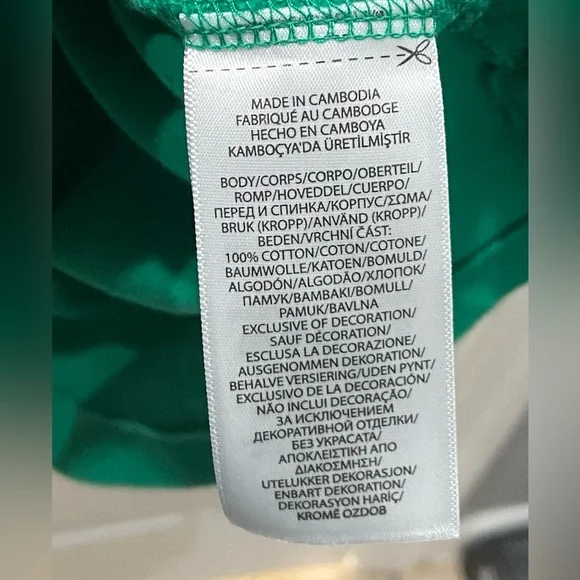 MADE IN CAMBODIA
FABRIQUÉ AU CAMBODGE
HECHO EN CAMBOYA
KAMBOÇYA'DA ÜRETİLMİŞTİR
BODY/CORPS/CORPO/OBERTEIL/
ROMP/HOVEDDEL/CUERPO/
ПЕРЕД И СПИНКА/КОРПУС/ΣΩΜΑ/
BRUK (KROPP)/ANVÄND (KROPP)/
BEDEN/VRCHNÍ ČÁST:
100% COTTON/COTON/COTONE/
BAUMWOLLE/KATOEN/BOMULD/
ALGODÓN/ALGODÃO/ХЛОПОК/
ПАМУК/ΒΑΜΒΑΚΙ/BOMULL/
PAMUK/BAVLNA
EXCLUSIVE OF DECORATION/
SAUF DÉCORATION/
ESCLUSA LA DECORAZIONE/
AUSGENOMMEN DEKORATION/
BEHALVE VERSIERING/UDEN PYNT/
EXCLUSIVO DE LA DECORACIÓN/
NÃO INCLUI DECORAÇÃO/
ЗА ИСКЛЮЧЕНИЕМ
ДЕКОРАТИВНОЙ ОТДЕЛКИ/
БЕЗ УКРАСАТА/
ΑΠΟΚΛΕΙΣΤΙΚΗ ΑΠΟ
ΔΙΑΚΟΣΜΗΣΗ/
UTELUKKER DEKORASJON/
ENBART DEKORATION/
DEKORASYON HARİÇ/
KROMĚ OZDOB